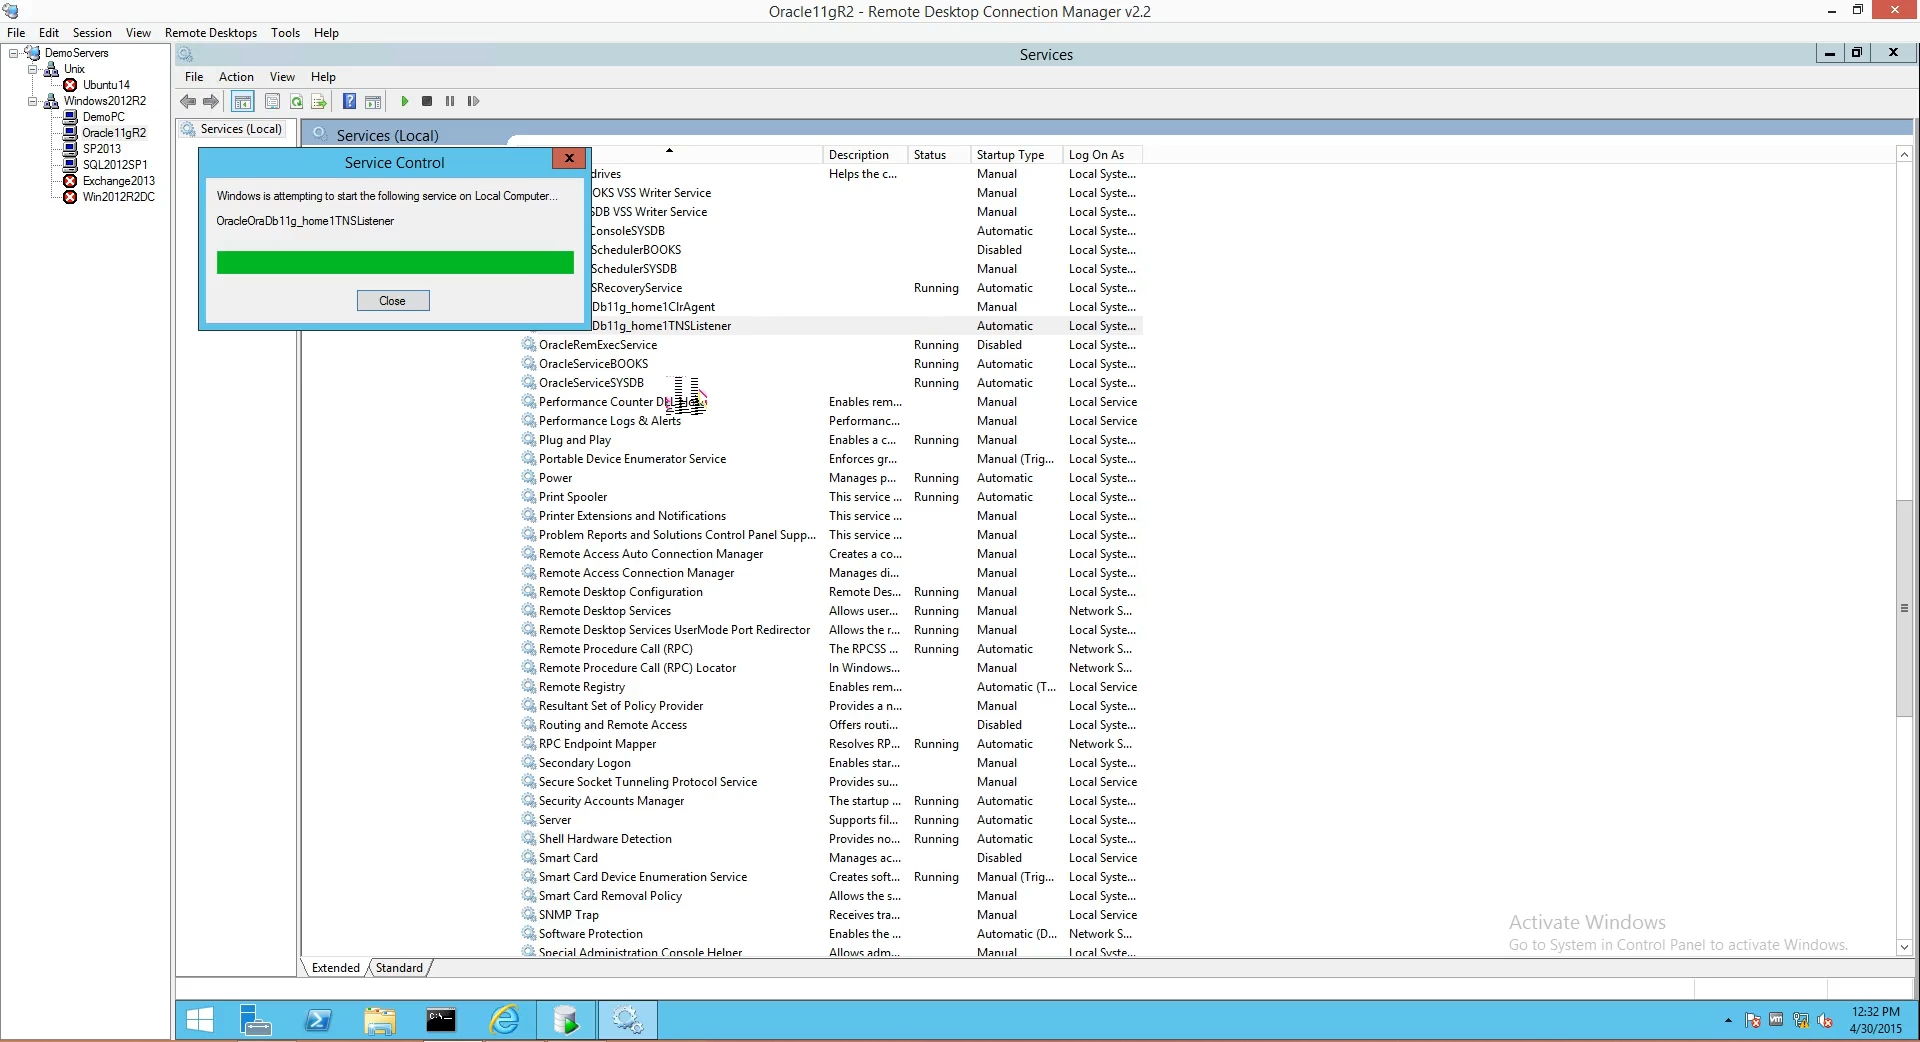 Oracle11gR2 - Remote Desktop Connection Manager v2.2
File Edit Session View Remote Desktops Tools Help
DemoServers
Unix
Ubuntu14
Windows2012R2
DemoPC
Oracle11gR2
SP2013
SQL2012SP1
Exchange2013
Win2012R2DC
Services
File Action View Help
Services (Local)
Services (Local)
Service Control
Windows is attempting to start the following service on Local Computer...
OracleOraDb11g_home1TNSListener
Close
Description Status Startup Type Log On As
drives Helps the c... Manual Local Syste...
OKS VSS Writer Service Manual Local Syste...
SDB VSS Writer Service Manual Local Syste...
ConsoleSYSDB Automatic Local Syste...
SchedulerBOOKS Disabled Local Syste...
SchedulerSYSDB Manual Local Syste...
SRecoveryService Running Automatic Local Syste...
Db11g_home1ClrAgent Manual Local Syste...
Db11g_home1TNSListener Automatic Local Syste...
OracleRemExecService Running Disabled Local Syste...
OracleServiceBOOKS Running Automatic Local Syste...
OracleServiceSYSDB Running Automatic Local Syste...
Performance Counter Enables rem... Manual Local Service
Performance Logs & Alerts Performanc... Manual Local Service
Plug and Play Enables a c... Running Manual Local Syste...
Portable Device Enumerator Service Enforces gr... Manual (Trig... Local Syste...
Power Manages p... Running Automatic Local Syste...
Print Spooler This service ... Running Automatic Local Syste...
Printer Extensions and Notifications This service ... Manual Local Syste...
Problem Reports and Solutions Control Panel Supp... This service ... Manual Local Syste...
Remote Access Auto Connection Manager Creates a co... Manual Local Syste...
Remote Access Connection Manager Manages di... Manual Local Syste...
Remote Desktop Configuration Remote Des... Running Manual Local Syste...
Remote Desktop Services Allows user... Running Manual Network S...
Remote Desktop Services UserMode Port Redirector Allows the r... Running Manual Local Syste...
Remote Procedure Call (RPC) The RPCSS ... Running Automatic Network S...
Remote Procedure Call (RPC) Locator In Windows... Manual Network S...
Remote Registry Enables rem... Automatic (T... Local Service
Resultant Set of Policy Provider Provides a n... Manual Local Syste...
Routing and Remote Access Offers routi... Disabled Local Syste...
RPC Endpoint Mapper Resolves RP... Running Automatic Network S...
Secondary Logon Enables star... Manual Local Syste...
Secure Socket Tunneling Protocol Service Provides su... Manual Local Service
Security Accounts Manager The startup ... Running Automatic Local Syste...
Server Supports fil... Running Automatic Local Syste...
Shell Hardware Detection Provides no... Running Automatic Local Syste...
Smart Card Manages ac... Disabled Local Service
Smart Card Device Enumeration Service Creates soft... Running Manual (Trig... Local Syste...
Smart Card Removal Policy Allows the s... Manual Local Syste...
SNMP Trap Receives tra... Manual Local Service
Software Protection Enables the ... Automatic (D... Network S...
Special Administration Console Helper Allows adm... Manual Local Syste...
Activate Windows
Go to System in Control Panel to activate Windows.
Extended Standard
C:\
vm
12:32 PM
4/30/2015